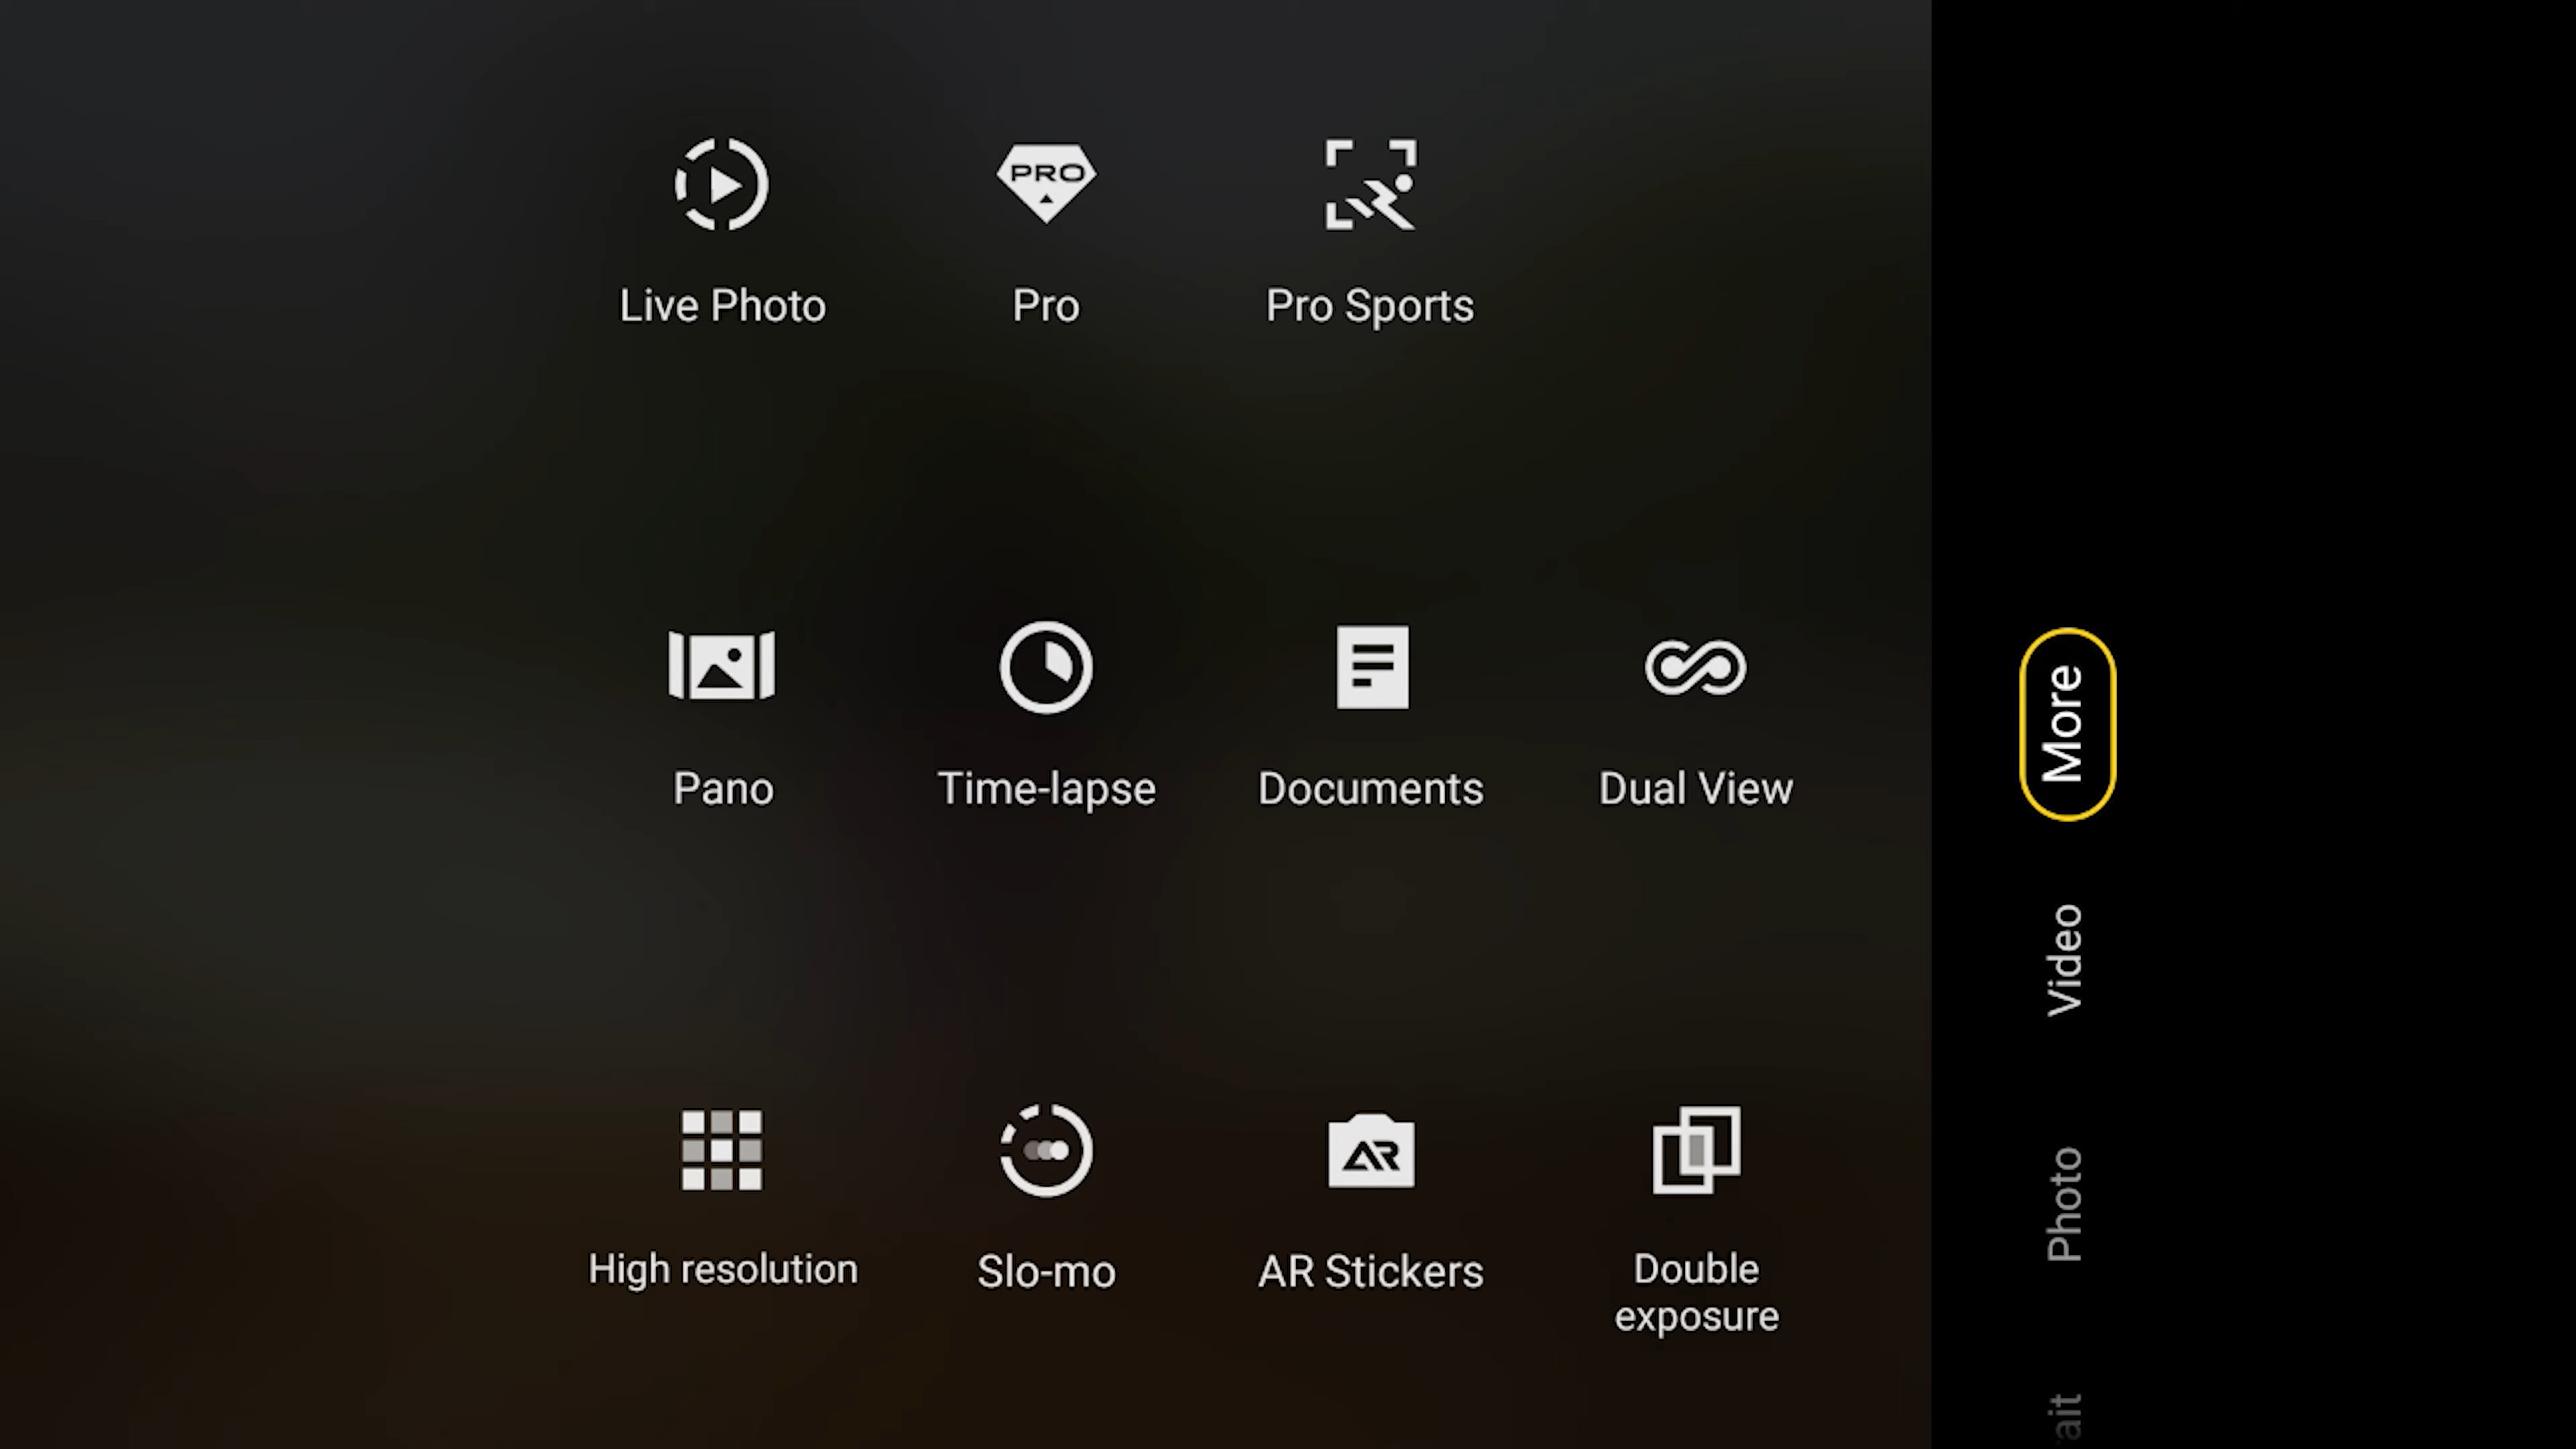 PRO
Live Photo
Pro
Pro Sports
Pano
Time-lapse
Documents
Dual View
AR
High resolution
Slo-mo
AR Stickers
Double
exposure
More
Video
Photo
ait